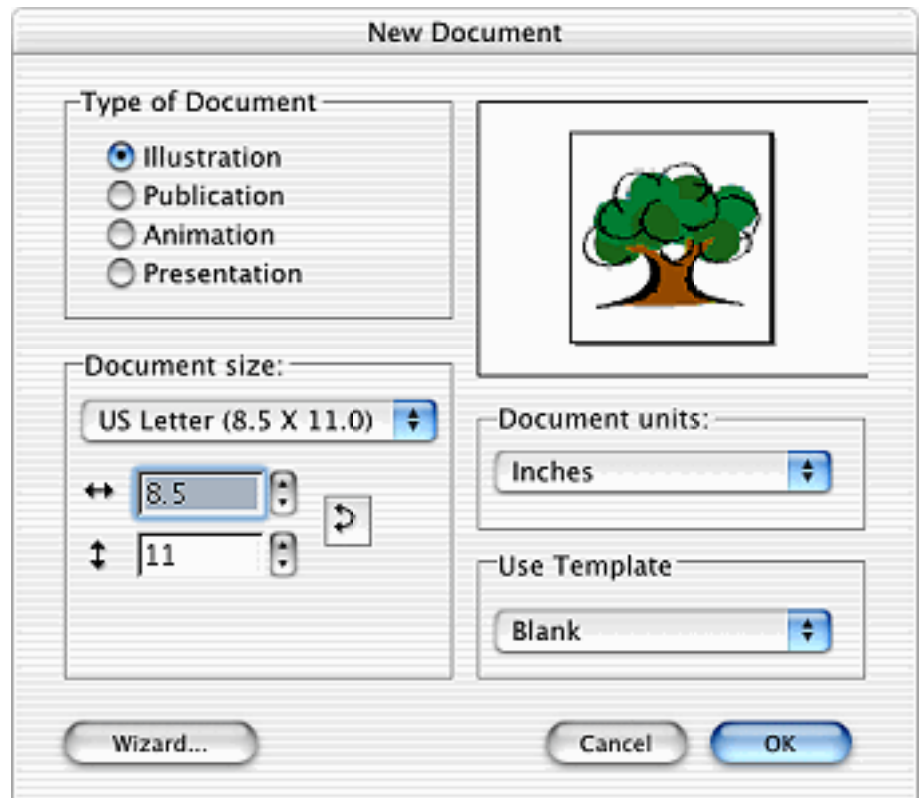 New Document
Type of Document
Illustration
Publication
Animation
Presentation
Document size:
US Letter (8.5 X 11.0)
8.5
11
Document units:
Inches
Use Template
Blank
Wizard...
Cancel
OK